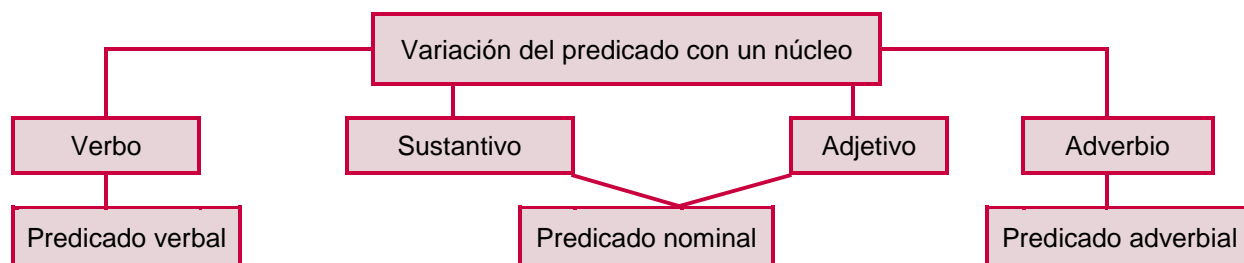 Variación del predicado con un núcleo
Verbo
Sustantivo
Adjetivo
Adverbio
Predicado verbal
Predicado nominal
Predicado adverbial